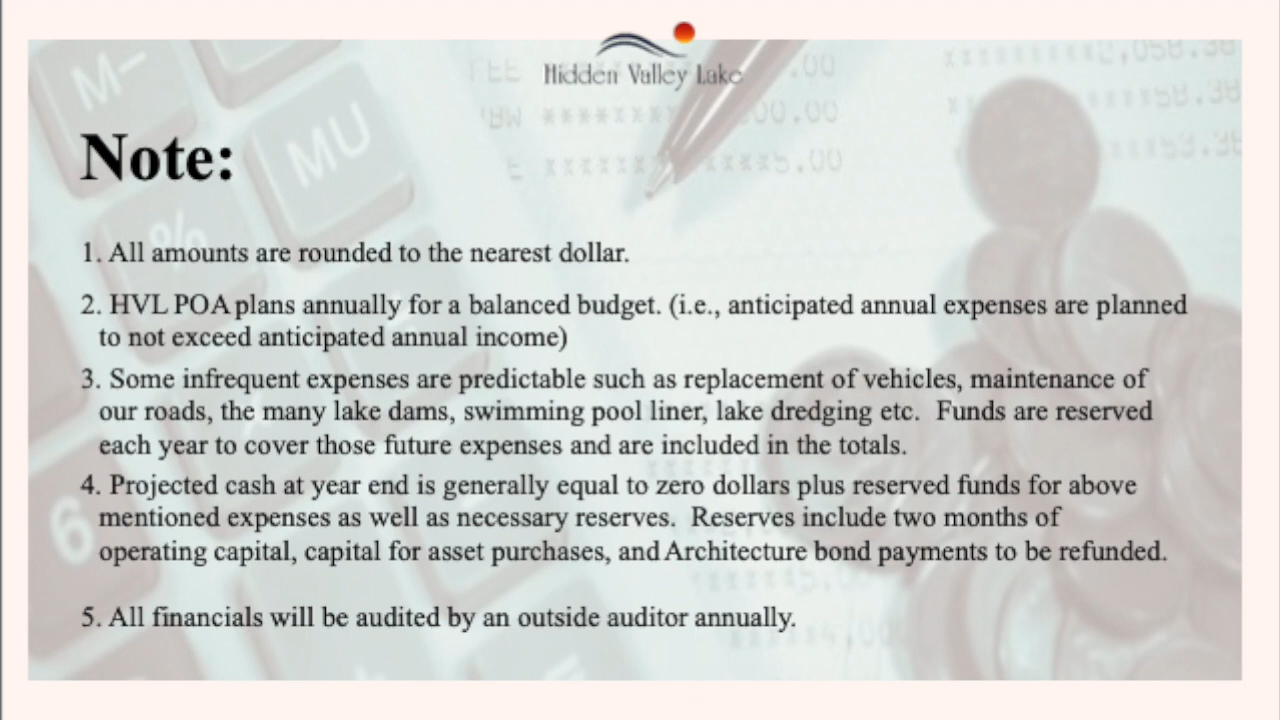 Hidden Valley Lake
Note:
1. All amounts are rounded to the nearest dollar.
2. HVL POA plans annually for a balanced budget. (i.e., anticipated annual expenses are planned
to not exceed anticipated annual income)
3. Some infrequent expenses are predictable such as replacement of vehicles, maintenance of
our roads, the many lake dams, swimming pool liner, lake dredging etc.  Funds are reserved
each year to cover those future expenses and are included in the totals.
4. Projected cash at year end is generally equal to zero dollars plus reserved funds for above
mentioned expenses as well as necessary reserves.  Reserves include two months of
operating capital, capital for asset purchases, and Architecture bond payments to be refunded.
5. All financials will be audited by an outside auditor annually.
M–
MU
%
6